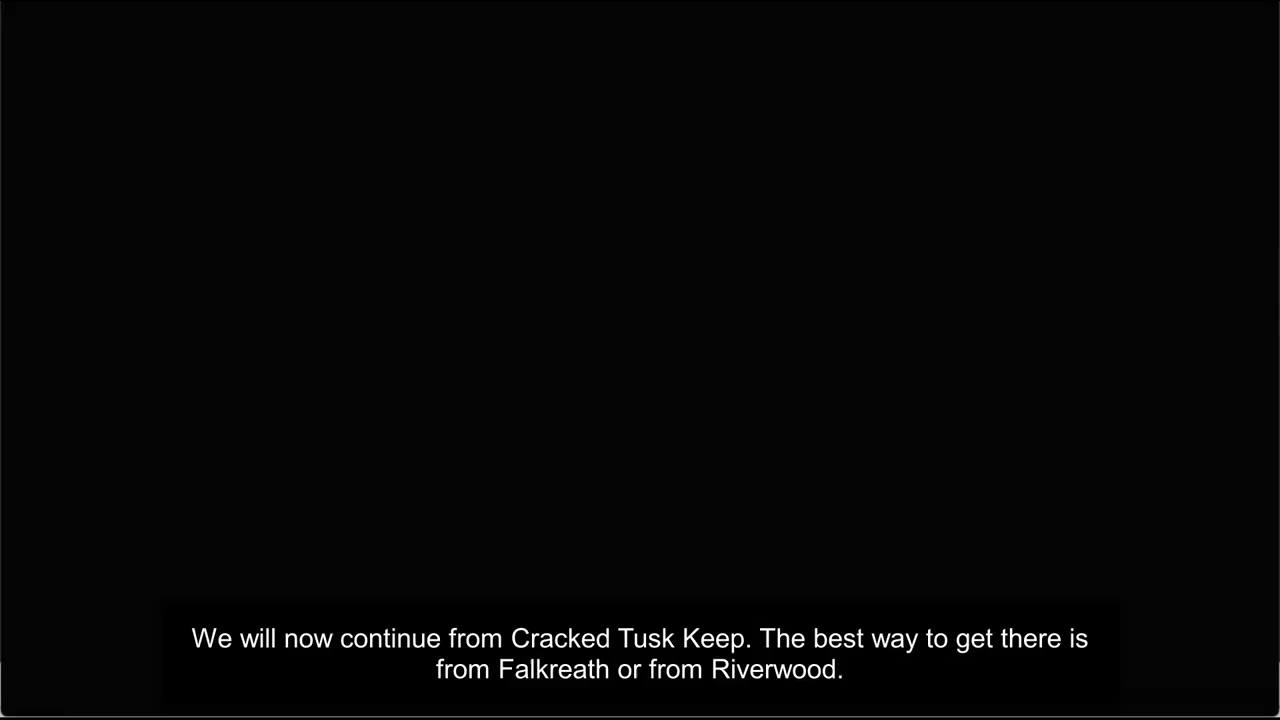 We will now continue from Cracked Tusk Keep. The best way to get there is
from Falkreath or from Riverwood.